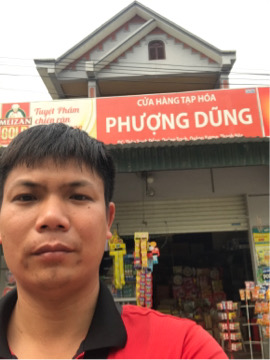 MEIZAN
Tuyệt Phẩm
chiên rán
CỬA HÀNG TẠP HÓA
PHƯỢNG DŨNG